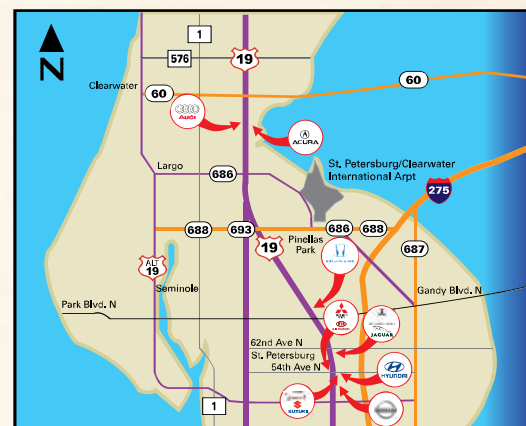 N
1
576
19
Clearwater
60
60
Audi
ACURA
Largo
686
St. Petersburg/Clearwater
International Arpt
275
688
693
686
688
687
19
Pinellas
Park
ALT
19
Seminole
Gandy Blvd. N
Park Blvd. N
KIA
JAGUAR
62nd Ave N
St. Petersburg
54th Ave N
HYUNDAI
1
SUZUKI